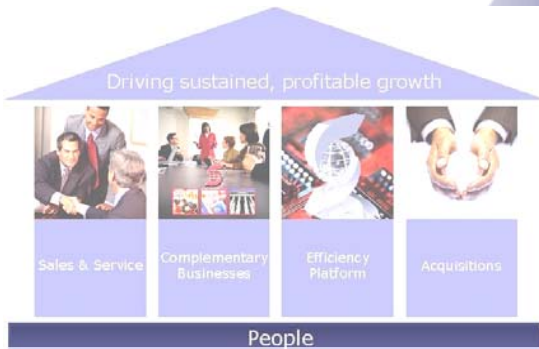 Driving sustained, profitable growth
Sales & Service
Complementary
Businesses
Efficiency
Platform
Acquisitions
People